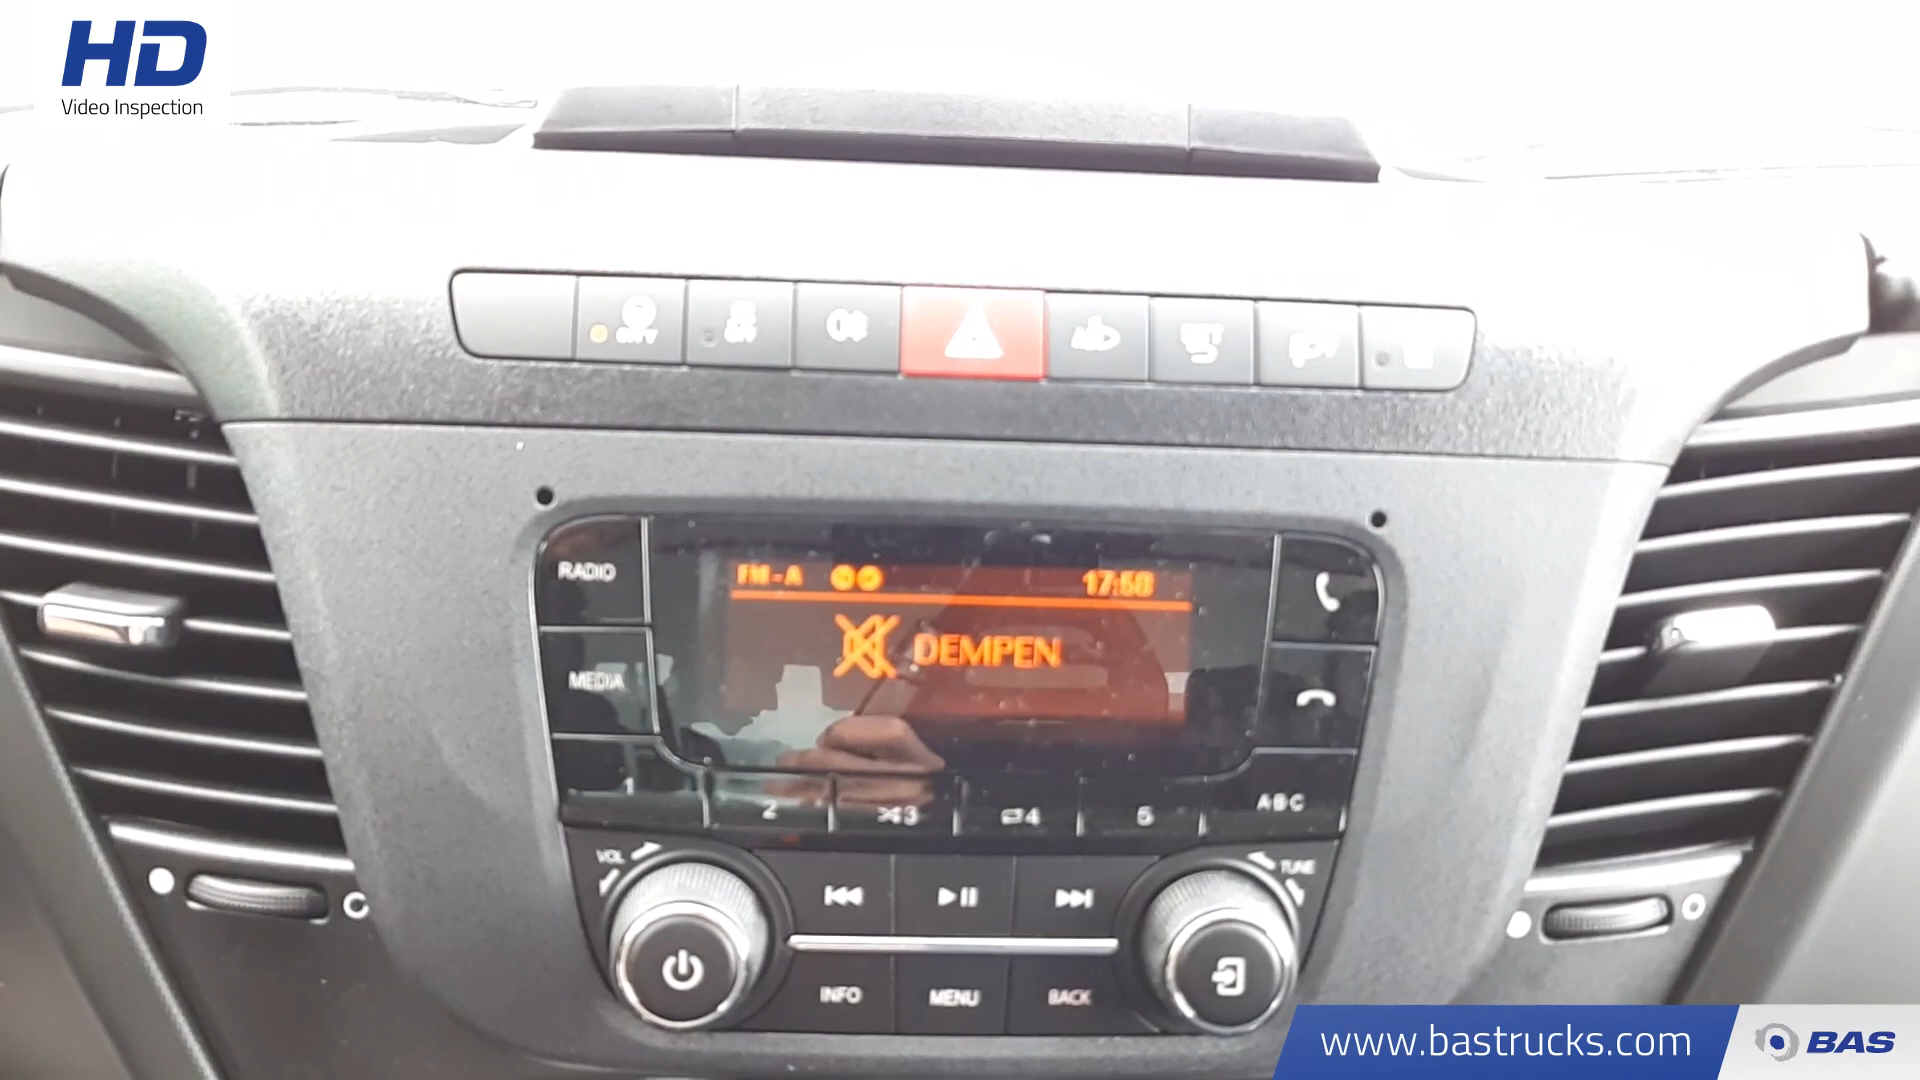 HD
Video Inspection
RADIO
MEDIA
FM-A
17:50
DEMPEN
1
2
3
4
5
ABC
VOL
TUNE
INFO
MENU
BACK
www.bastrucks.com
BAS